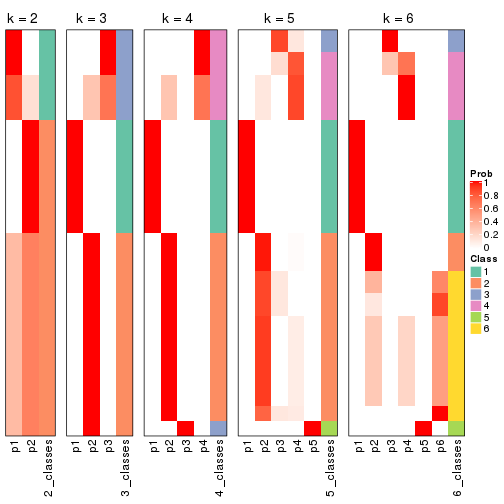 k = 2
k = 3
k = 4
k = 5
k = 6
Prob
1
0.8
0.6
0.4
0.2
0
Class
1
2
3
4
5
6
p1
p2
2_classes
p1
p2
p3
3_classes
p1
p2
p3
p4
4_classes
p1
p2
p3
p4
p5
5_classes
p1
p2
p3
p4
p5
p6
6_classes